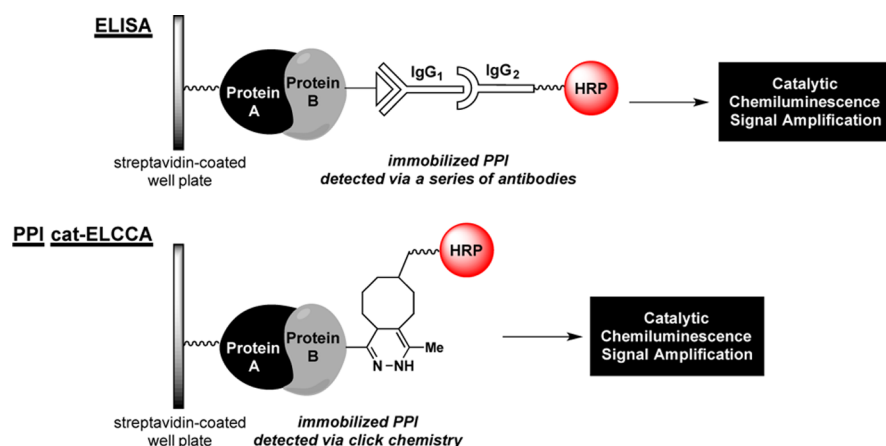 ELISA
Protein
A
Protein
B
IgG1
IgG2
HRP
Catalytic
Chemiluminescence
Signal Amplification
streptavidin-coated
well plate
immobilized PPI
detected via a series of antibodies
PPI cat-ELCCA
HRP
Protein
A
Protein
B
Me
N-NH
Catalytic
Chemiluminescence
Signal Amplification
streptavidin-coated
well plate
immobilized PPI
detected via click chemistry